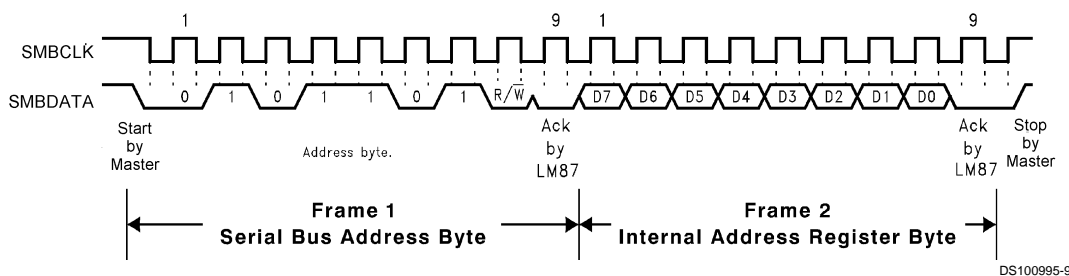 1 9 1 9
SMBCLK
SMBDATA 0 1 0 1 1 0 1 R/W D7 D6 D5 D4 D3 D2 D1 D0
Start by Master
Address byte.
Ack by LM87
Ack by LM87
Stop by Master
Frame 1
Serial Bus Address Byte
Frame 2
Internal Address Register Byte
DS100995-9